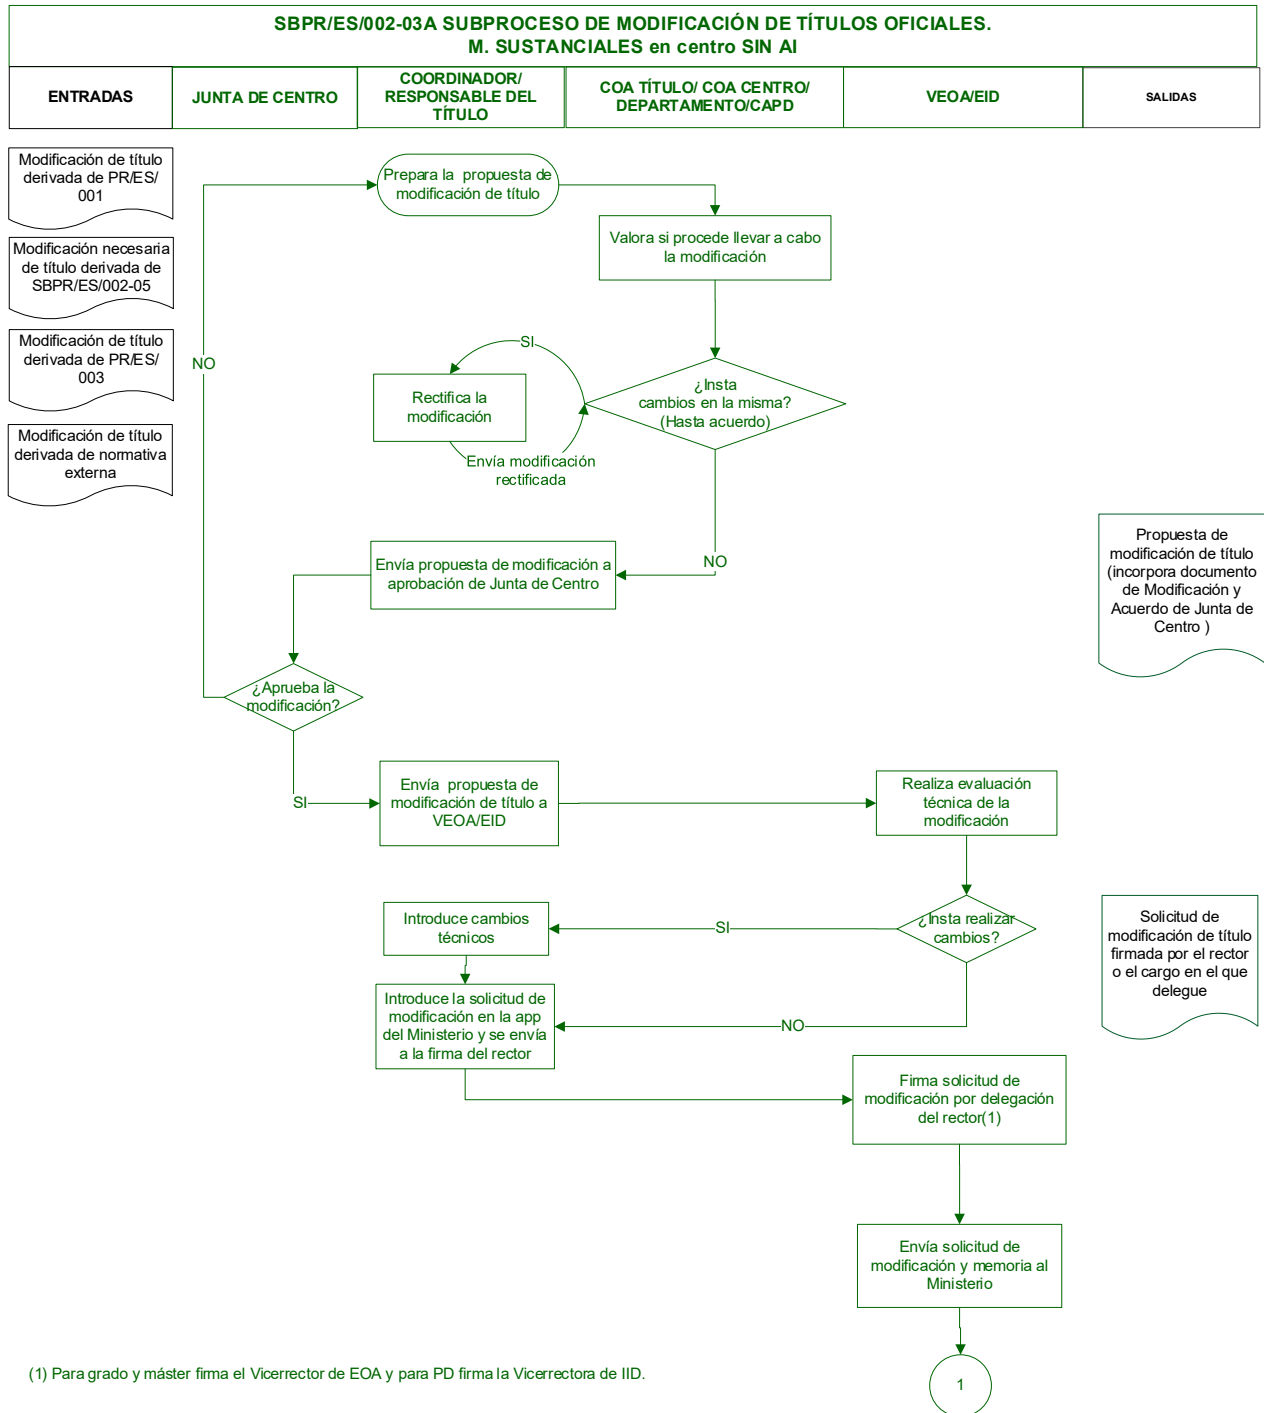 SBPR/ES/002-03A SUBPROCESO DE MODIFICACIÓN DE TÍTULOS OFICIALES.
M. SUSTANCIALES en centro SIN AI
ENTRADAS
JUNTA DE CENTRO
COORDINADOR/
RESPONSABLE DEL
TÍTULO
COA TÍTULO/ COA CENTRO/
DEPARTAMENTO/CAPD
VEOA/EID
SALIDAS
Modificación de título
derivada de PR/ES/
001
Modificación necesaria
de título derivada de
SBPR/ES/002-05
Modificación de título
derivada de PR/ES/
003
Modificación de título
derivada de normativa
externa
Prepara la propuesta de
modificación de título
Valora si procede llevar a cabo
la modificación
NO
SI
Rectifica la
modificación
¿Insta
cambios en la misma?
(Hasta acuerdo)
Envía modificación
rectificada
NO
Envía propuesta de modificación a
aprobación de Junta de Centro
Propuesta de
modificación de título
(incorpora documento
de Modificación y
Acuerdo de Junta de
Centro )
¿Aprueba la
modificación?
SI
Envía propuesta de
modificación de título a
VEOA/EID
Realiza evaluación
técnica de la
modificación
Introduce cambios
técnicos
SI
¿Insta realizar
cambios?
Solicitud de
modificación de título
firmada por el rector
o el cargo en el que
delegue
Introduce la solicitud de
modificación en la app
del Ministerio y se envía
a la firma del rector
NO
Firma solicitud de
modificación por delegación
del rector(1)
Envía solicitud de
modificación y memoria al
Ministerio
(1) Para grado y máster firma el Vicerrector de EOA y para PD firma la Vicerrectora de IID.
1